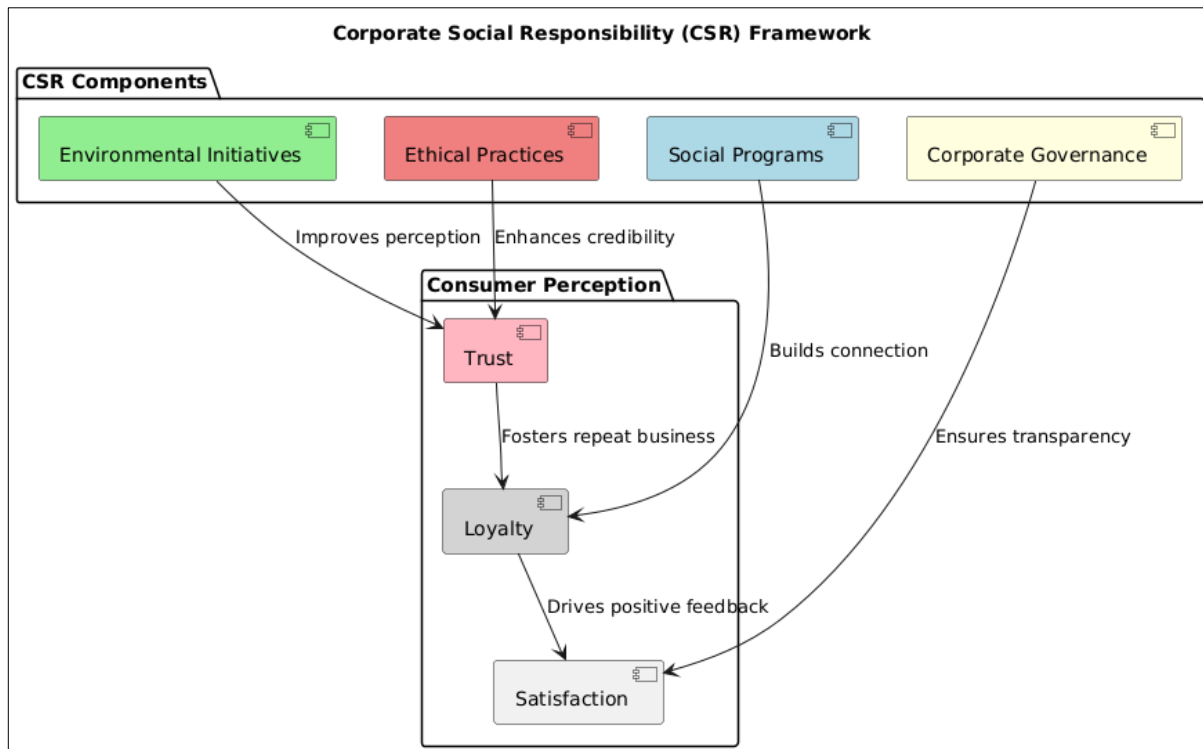 Corporate Social Responsibility (CSR) Framework
CSR Components
Environmental Initiatives
Ethical Practices
Social Programs
Corporate Governance
Improves perception
Enhances credibility
Consumer Perception
Trust
Builds connection
Fosters repeat business
Ensures transparency
Loyalty
Drives positive feedback
Satisfaction